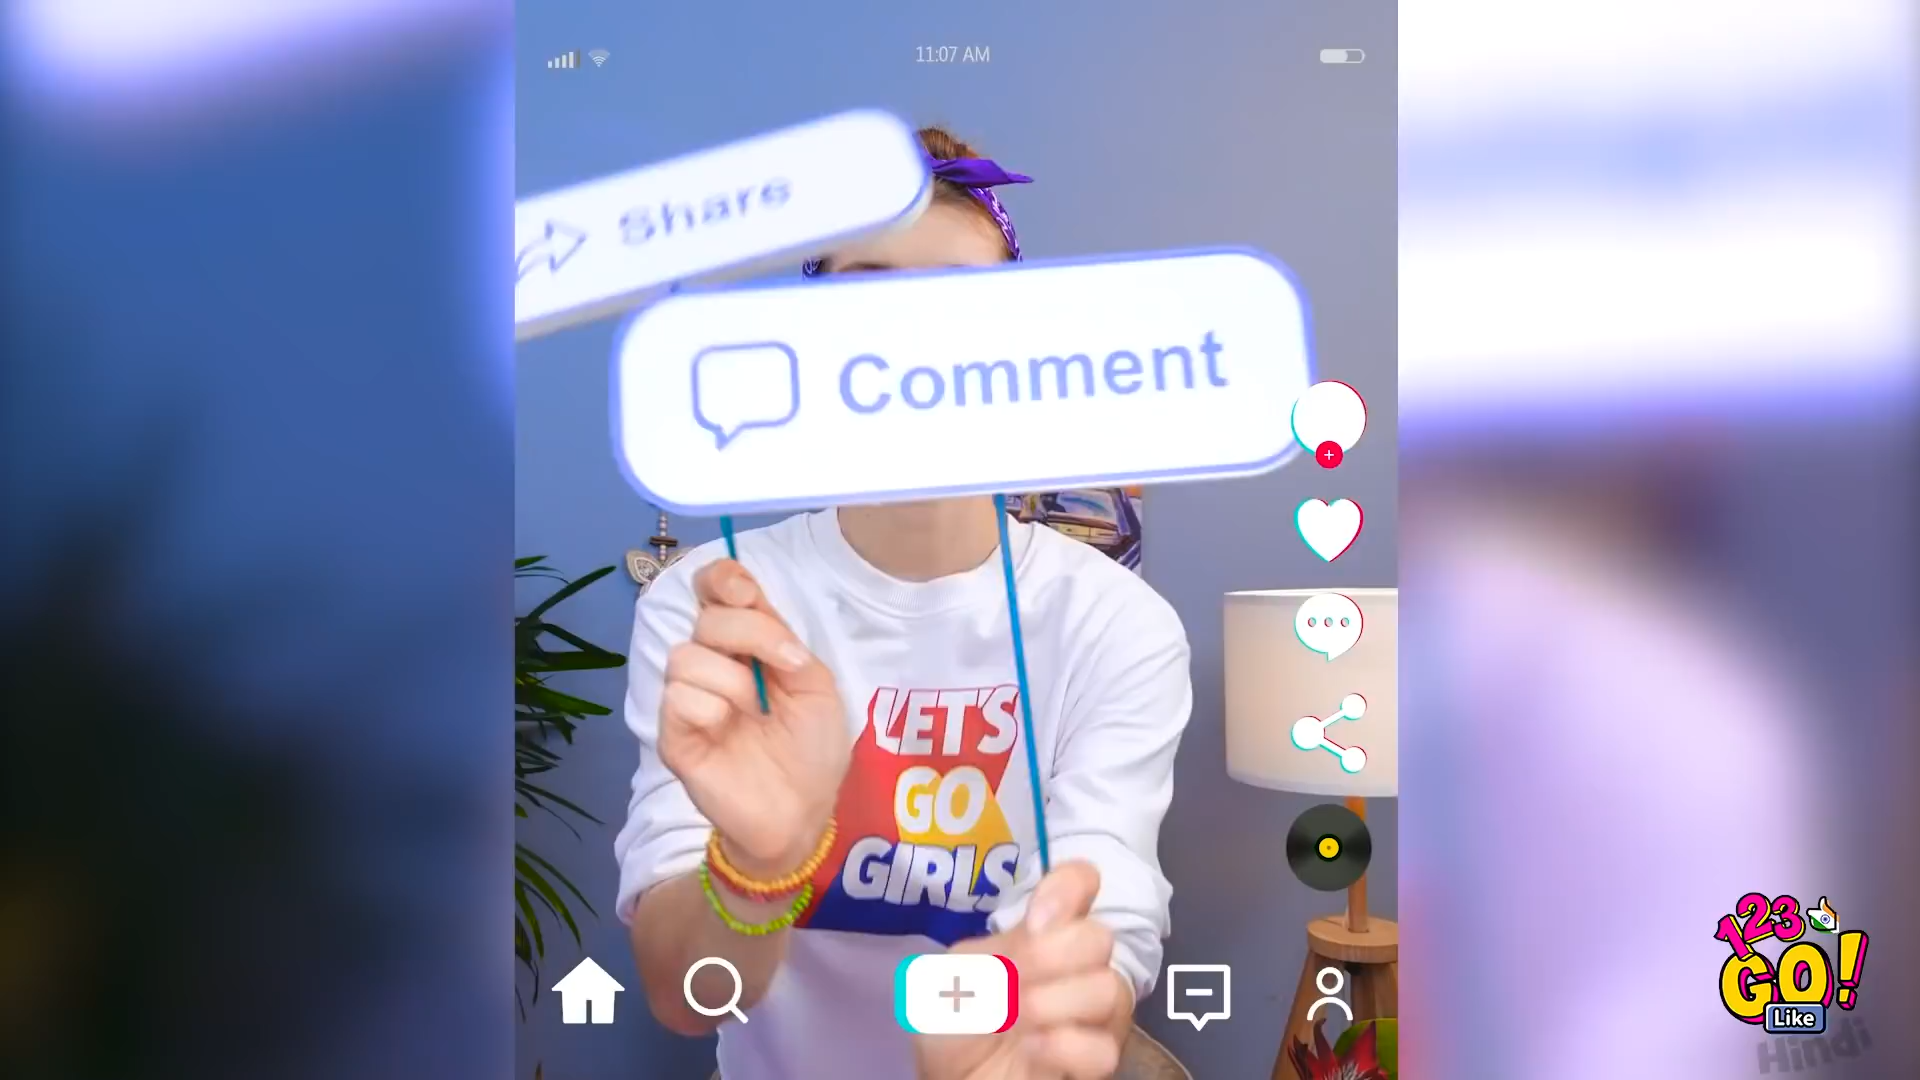 11:07 AM
Share
Comment
LET'S
GO
GIRLS
123
GO!
Like
Hindi